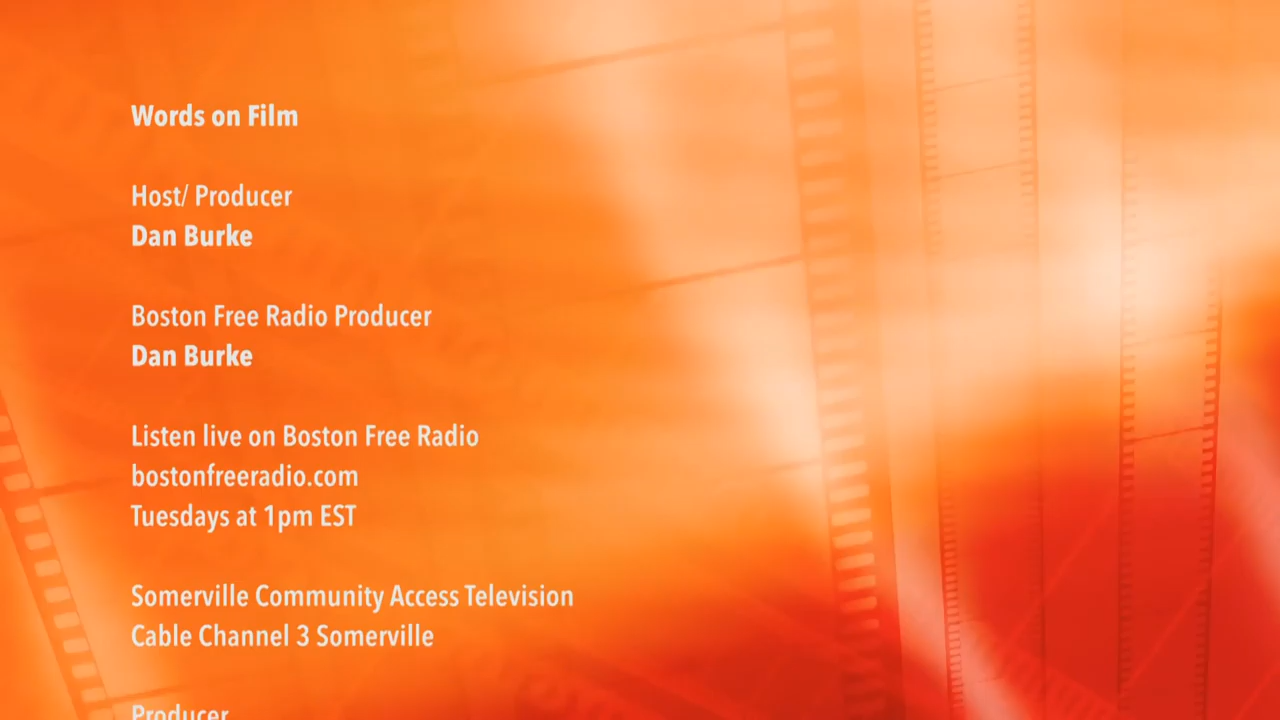 Words on Film
Host/ Producer
Dan Burke
Boston Free Radio Producer
Dan Burke
Listen live on Boston Free Radio
bostonfreeradio.com
Tuesdays at 1pm EST
Somerville Community Access Television
Cable Channel 3 Somerville
Producer